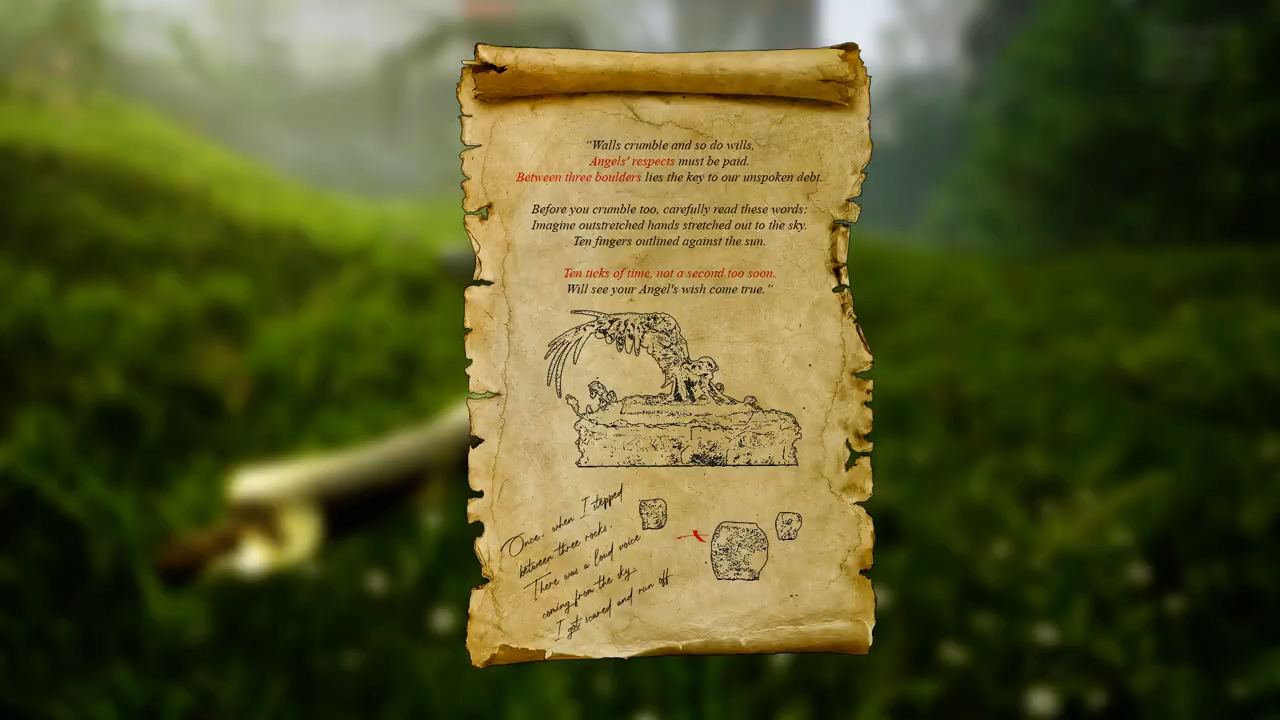 “Walls crumble and so do wills,
Angels' respects must be paid.
Between three boulders lies the key to our unspoken debt.
Before you crumble too, carefully read these words:
Imagine outstretched hands stretched out to the sky.
Ten fingers outlined against the sun.
Ten ticks of time, not a second too soon.
Will see your Angel's wish come true.”
Once, when I stepped
between three rocks.
There was a loud voice
coming from the sky.
I got scared and run off